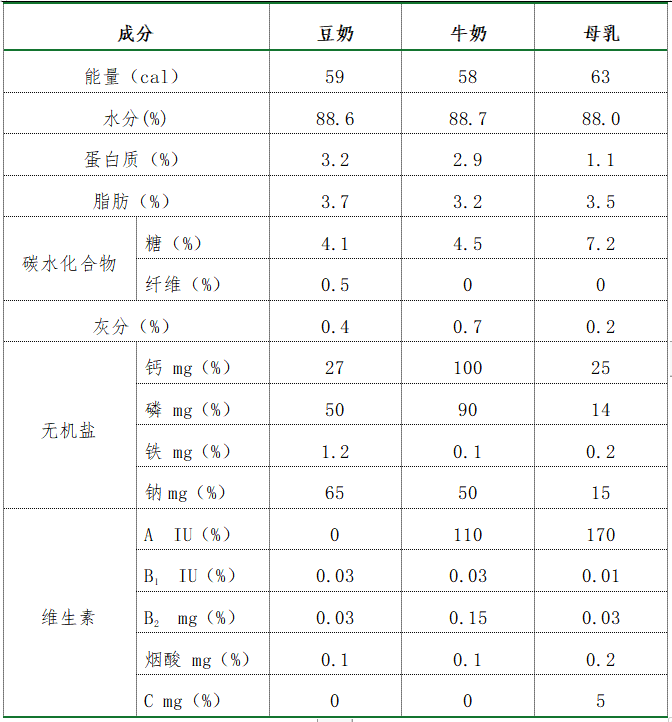 成分 豆奶 牛奶 母乳
能量（cal） 59 58 63
水分(%) 88.6 88.7 88.0
蛋白质（%） 3.2 2.9 1.1
脂肪（%） 3.7 3.2 3.5
碳水化合物 糖（%） 4.1 4.5 7.2
纤维（%） 0.5 0 0
灰分（%） 0.4 0.7 0.2
无机盐 钙 mg（%） 27 100 25
磷 mg（%） 50 90 14
铁 mg（%） 1.2 0.1 0.2
钠mg（%） 65 50 15
维生素 A IU（%） 0 110 170
B₁ IU（%） 0.03 0.03 0.01
B₂ mg（%） 0.03 0.15 0.03
烟酸 mg（%） 0.1 0.1 0.2
C mg（%） 0 0 5